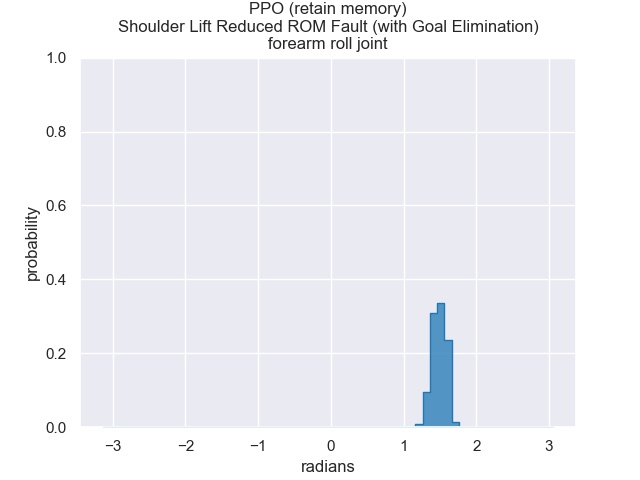 PPO (retain memory)
Shoulder Lift Reduced ROM Fault (with Goal Elimination)
forearm roll joint
1.0
0.8
0.6
0.4
0.2
0.0
probability
−3 −2 −1 0 1 2 3
radians